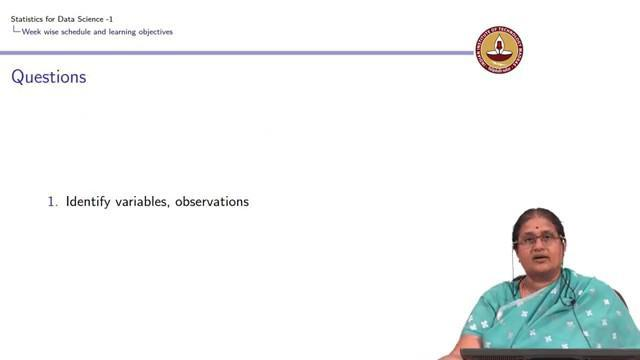 Statistics for Data Science -1
Week wise schedule and learning objectives
Questions
1. Identify variables, observations